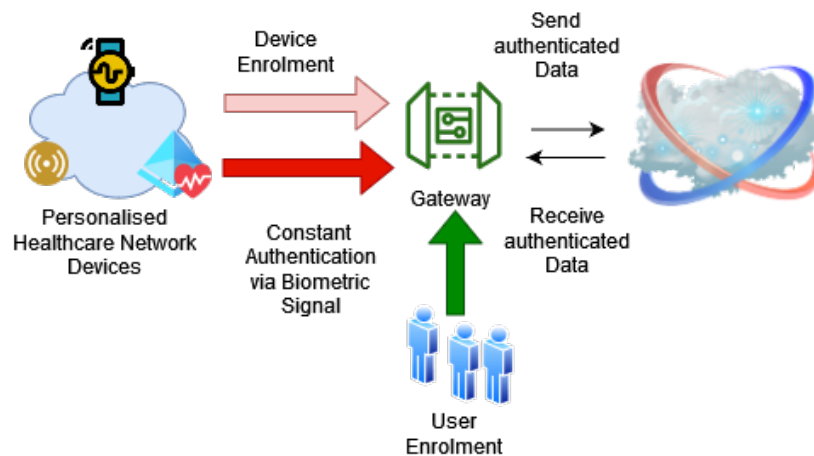 Device
Enrolment
Send
authenticated
Data
Personalised
Healthcare Network
Devices
Constant
Authentication
via Biometric
Signal
Gateway
Receive
authenticated
Data
User
Enrolment